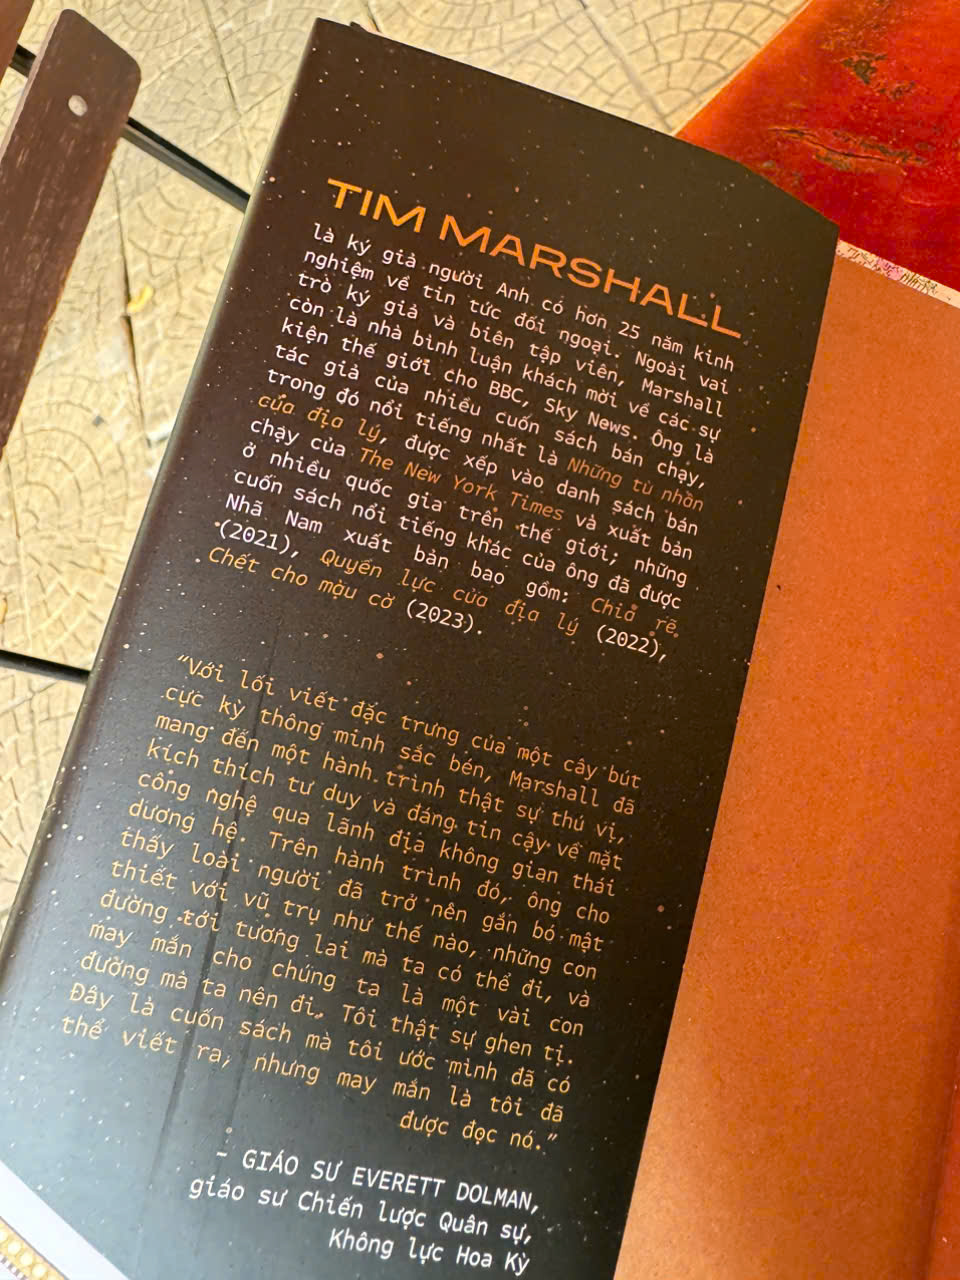 TIM MARSHALL
là ký giả người Anh có hơn 25 năm kinh
nghiệm về tin tức đối ngoại. Ngoài vai
trò ký giả và biên tập viên, Marshall
còn là nhà bình luận khách mời về các sự
kiện thế giới cho BBC, Sky News. Ông là
tác giả của nhiều cuốn sách bán chạy,
trong đó nổi tiếng nhất là Những tù nhân
của địa lý, được xếp vào danh sách bán
chạy của The New York Times và xuất bản
ở nhiều quốc gia trên thế giới; những
cuốn sách nổi tiếng khác của ông đã được
Nhã Nam xuất bản bao gồm: Chia rẽ
(2021), Quyền lực của địa lý (2022),
Chết cho màu cờ (2023).
“Với lối viết đặc trưng của một cây bút
cực kỳ thông minh sắc bén, Marshall đã
mang đến một hành trình thật sự thú vị,
kích thích tư duy và đáng tin cậy về mặt
công nghệ qua lãnh địa không gian thái
dương hệ. Trên hành trình đó, ông cho
thấy loài người đã trở nên gắn bó mật
thiết với vũ trụ như thế nào, những con
đường tới tương lai mà ta có thể đi, và
may mắn cho chúng ta là một vài con
đường mà ta nên đi. Tôi thật sự ghen tị.
Đây là cuốn sách mà tôi ước mình đã có
thể viết ra, nhưng may mắn là tôi đã
được đọc nó.”
- GIÁO SƯ EVERETT DOLMAN,
giáo sư Chiến lược Quân sự,
Không lực Hoa Kỳ